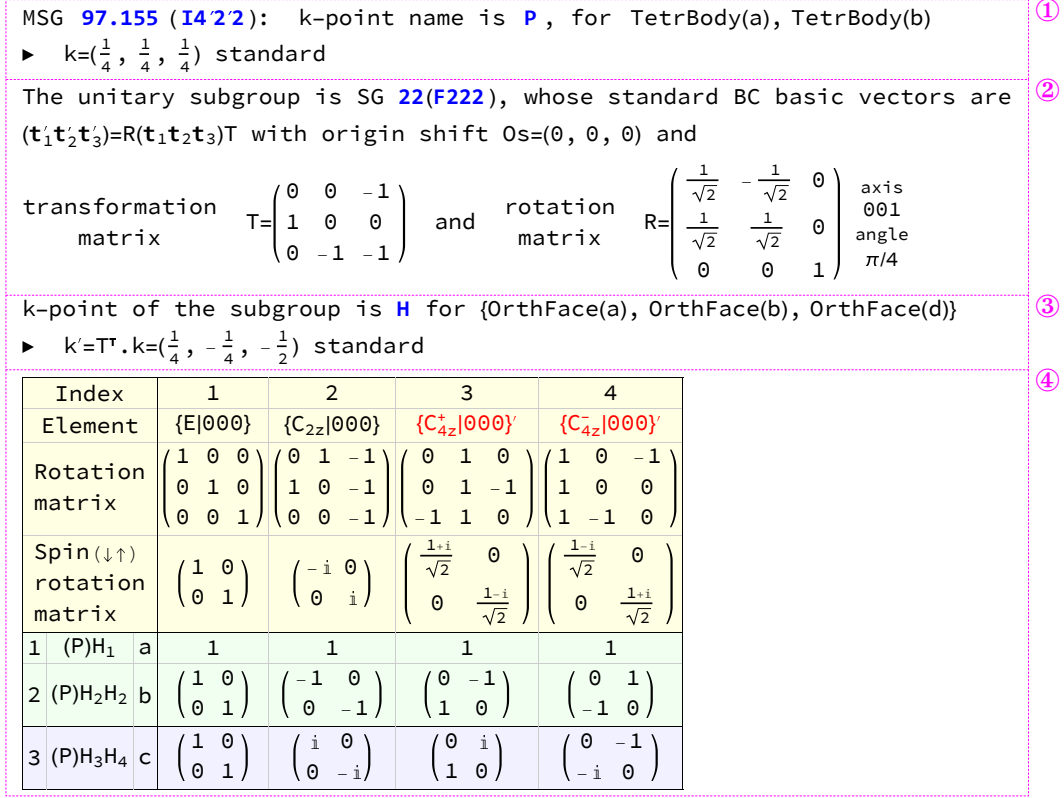 MSG 97.155 (I4′2′2): k-point name is P, for TetrBody(a), TetrBody(b) ①
► k=(1/4, 1/4, 1/4) standard
The unitary subgroup is SG 22(F222), whose standard BC basic vectors are ②
(t′₁t′₂t′₃)=R(t₁t₂t₃)T with origin shift Os=(0, 0, 0) and
transformation matrix T=(0 0 -1; 1 0 0; 0 -1 -1) and rotation matrix R=(1/√2 -1/√2 0; 1/√2 1/√2 0; 0 0 1) axis 001 angle π/4
k-point of the subgroup is H for {OrthFace(a), OrthFace(b), OrthFace(d)} ③
► k′=Tᵀ.k=(1/4, -1/4, -1/2) standard
④
Index 1 2 3 4
Element {E|000} {C₂z|000} {C⁺₄z|000}′ {C⁻₄z|000}′
Rotation matrix (1 0 0; 0 1 0; 0 0 1) (0 1 -1; 1 0 -1; 0 0 -1) (0 1 0; 0 1 -1; -1 1 0) (1 0 -1; 1 0 0; 1 -1 0)
Spin(↓↑) rotation matrix (1 0; 0 1) (-i 0; 0 i) (1+i/√2 0; 0 1-i/√2) (1-i/√2 0; 0 1+i/√2)
1 (P)H₁ a 1 1 1 1
2 (P)H₂H₂ b (1 0; 0 1) (-1 0; 0 -1) (0 -1; 1 0) (0 1; -1 0)
3 (P)H₃H₄ c (1 0; 0 1) (i 0; 0 -i) (0 i; 1 0) (0 -1; -i 0)